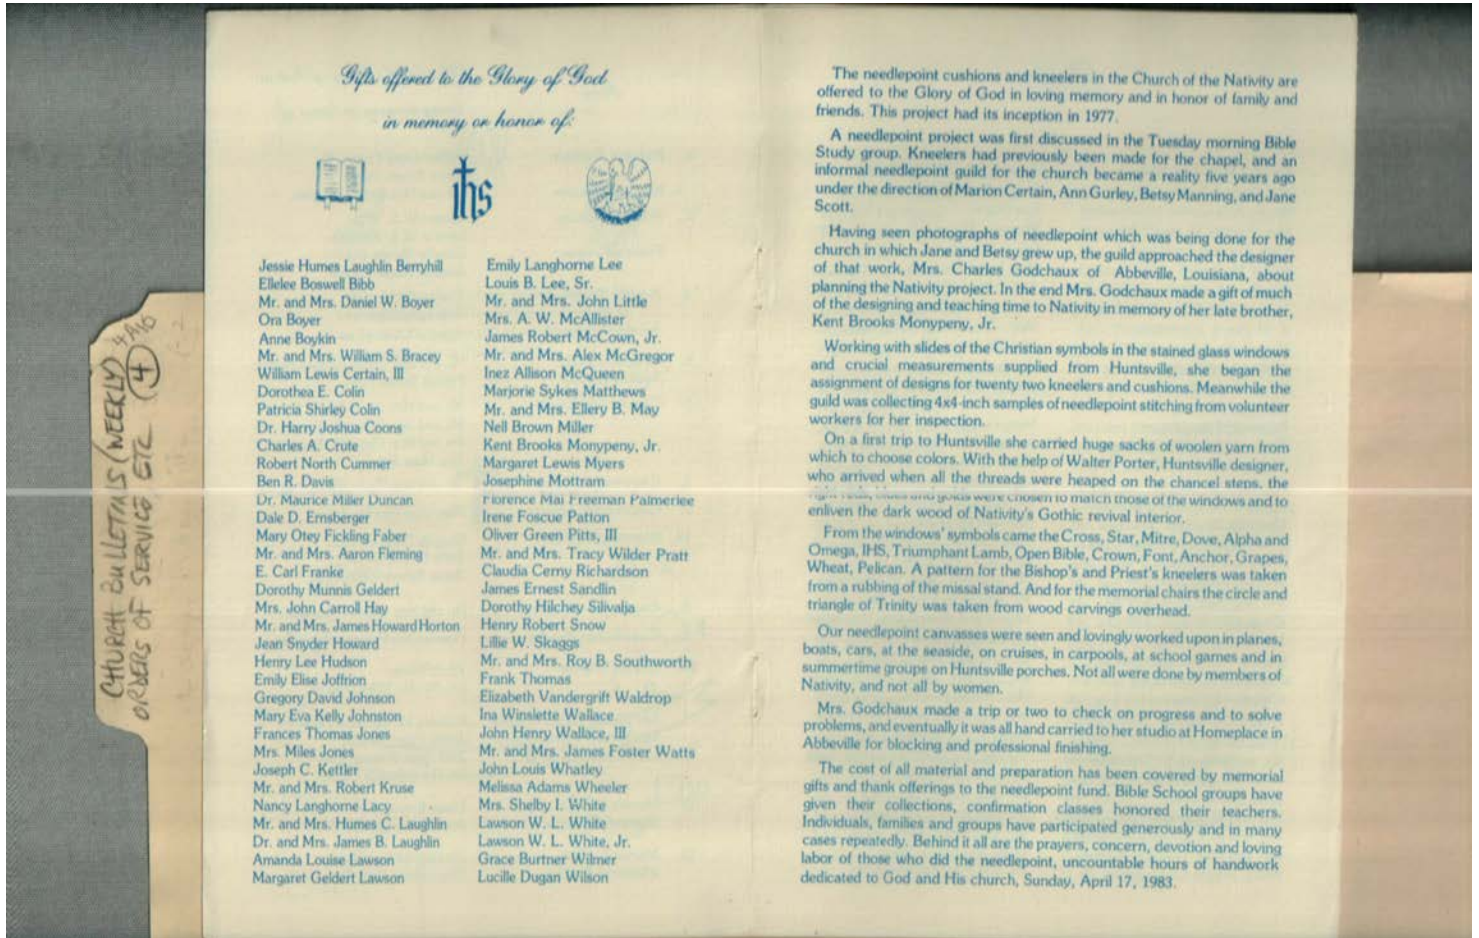 CHURCH BULLETINS (WEEKLY)
ORDERS OF SERVICE, ETC (4)
Gifts offered to the Glory of God
in memory or honor of:
ihs
Jessie Humes Laughlin Berryhill
Ellelee Boswell Bibb
Mr. and Mrs. Daniel W. Boyer
Ora Boyer
Anne Boykin
Mr. and Mrs. William S. Bracey
William Lewis Certain, III
Dorothea E. Colin
Patricia Shirley Colin
Dr. Harry Joshua Coons
Charles A. Crute
Robert North Cummer
Ben R. Davis
Dr. Maurice Miller Duncan
Dale D. Ernsberger
Mary Otey Fickling Faber
Mr. and Mrs. Aaron Fleming
E. Carl Franke
Dorothy Munnis Geldert
Mrs. John Carroll Hay
Mr. and Mrs. James Howard Horton
Jean Snyder Howard
Henry Lee Hudson
Emily Elise Joffrion
Gregory David Johnson
Mary Eva Kelly Johnston
Frances Thomas Jones
Mrs. Miles Jones
Joseph C. Kettler
Mr. and Mrs. Robert Kruse
Nancy Langhorne Lacy
Mr. and Mrs. Humes C. Laughlin
Dr. and Mrs. James B. Laughlin
Amanda Louise Lawson
Margaret Geldert Lawson
Emily Langhorne Lee
Louis B. Lee, Sr.
Mr. and Mrs. John Little
Mrs. A. W. McAllister
James Robert McCown, Jr.
Mr. and Mrs. Alex McGregor
Inez Allison McQueen
Marjorie Sykes Matthews
Mr. and Mrs. Ellery B. May
Nell Brown Miller
Kent Brooks Monypeny, Jr.
Margaret Lewis Myers
Josephine Mottram
Florence Mai Freeman Palmerlee
Irene Foscue Patton
Oliver Green Pitts, III
Mr. and Mrs. Tracy Wilder Pratt
Claudia Cerny Richardson
James Ernest Sandlin
Dorothy Hilchey Silivalja
Henry Robert Snow
Lillie W. Skaggs
Mr. and Mrs. Roy B. Southworth
Frank Thomas
Elizabeth Vandergrift Waldrop
Ina Winslette Wallace
John Henry Wallace, III
Mr. and Mrs. James Foster Watts
John Louis Whatley
Melissa Adams Wheeler
Mrs. Shelby I. White
Lawson W. L. White
Lawson W. L. White, Jr.
Grace Burtner Wilmer
Lucille Dugan Wilson
The needlepoint cushions and kneelers in the Church of the Nativity are
offered to the Glory of God in loving memory and in honor of family and
friends. This project had its inception in 1977.
A needlepoint project was first discussed in the Tuesday morning Bible
Study group. Kneelers had previously been made for the chapel, and an
informal needlepoint guild for the church became a reality five years ago
under the direction of Marion Certain, Ann Gurley, Betsy Manning, and Jane
Scott.
Having seen photographs of needlepoint which was being done for the
church in which Jane and Betsy grew up, the guild approached the designer
of that work, Mrs. Charles Godchaux of Abbeville, Louisiana, about
planning the Nativity project. In the end Mrs. Godchaux made a gift of much
of the designing and teaching time to Nativity in memory of her late brother,
Kent Brooks Monypeny, Jr.
Working with slides of the Christian symbols in the stained glass windows
and crucial measurements supplied from Huntsville, she began the
assignment of designs for twenty two kneelers and cushions. Meanwhile the
guild was collecting 4x4-inch samples of needlepoint stitching from volunteer
workers for her inspection.
On a first trip to Huntsville she carried huge sacks of woolen yarn from
which to choose colors. With the help of Walter Porter, Huntsville designer,
who arrived when all the threads were heaped on the chancel steps, the
right reds, blues and golds were chosen to match those of the windows and to
enliven the dark wood of Nativity's Gothic revival interior.
From the windows' symbols came the Cross, Star, Mitre, Dove, Alpha and
Omega, IHS, Triumphant Lamb, Open Bible, Crown, Font, Anchor, Grapes,
Wheat, Pelican. A pattern for the Bishop's and Priest's kneelers was taken
from a rubbing of the missal stand. And for the memorial chairs the circle and
triangle of Trinity was taken from wood carvings overhead.
Our needlepoint canvasses were seen and lovingly worked upon in planes,
boats, cars, at the seaside, on cruises, in carpools, at school games and in
summertime groups on Huntsville porches. Not all were done by members of
Nativity, and not all by women.
Mrs. Godchaux made a trip or two to check on progress and to solve
problems, and eventually it was all hand carried to her studio at Homeplace in
Abbeville for blocking and professional finishing.
The cost of all material and preparation has been covered by memorial
gifts and thank offerings to the needlepoint fund. Bible School groups have
given their collections, confirmation classes honored their teachers.
Individuals, families and groups have participated generously and in many
cases repeatedly. Behind it all are the prayers, concern, devotion and loving
labor of those who did the needlepoint, uncountable hours of handwork
dedicated to God and His church, Sunday, April 17, 1983.